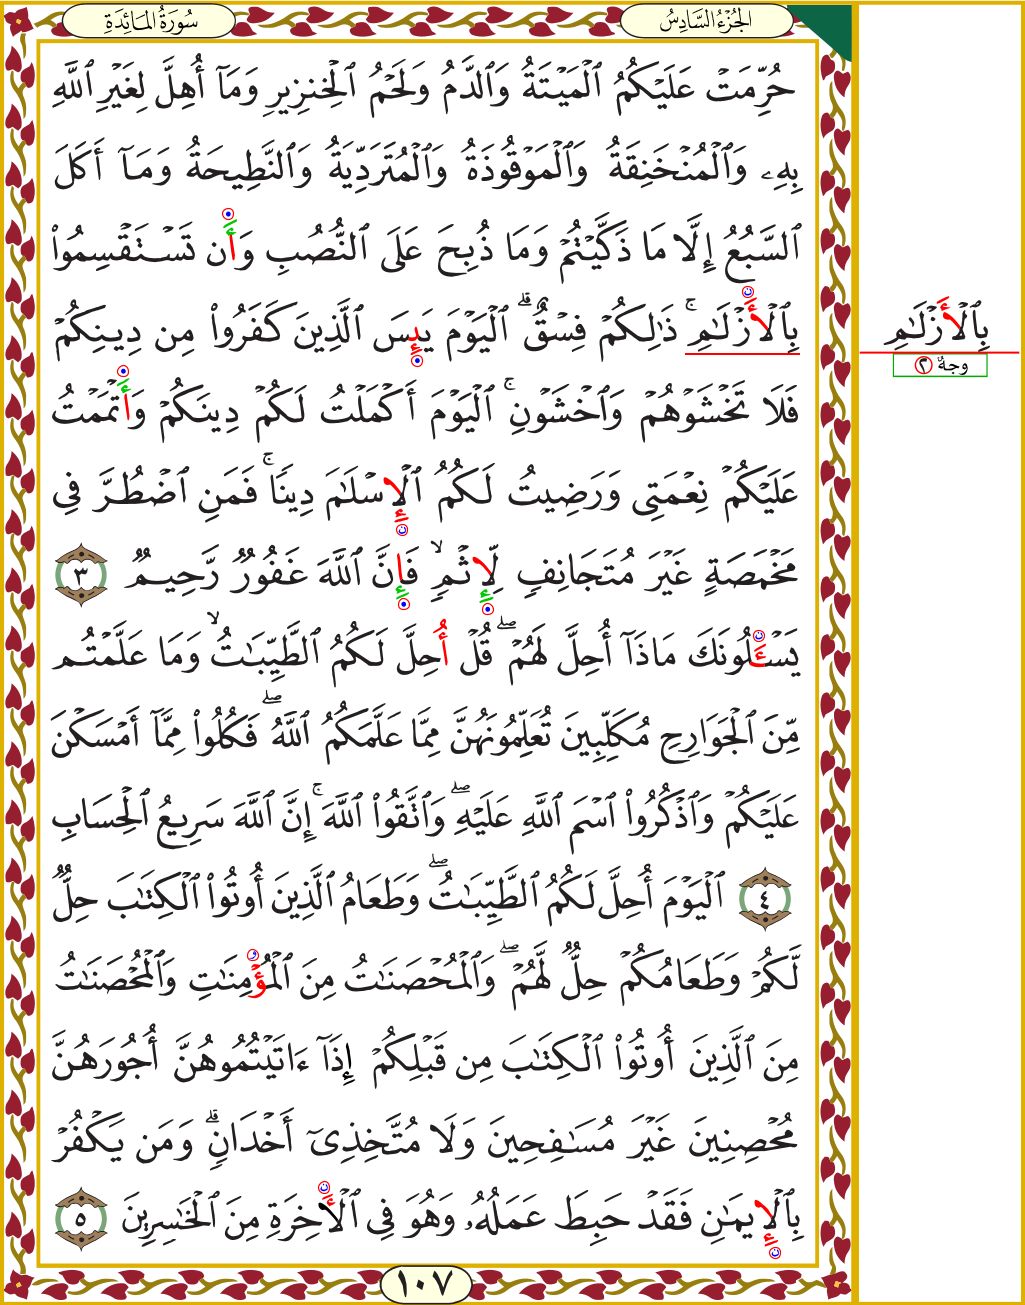 الجُزْءُ السَّادِسُ
سُورَةُ المَائِدَةِ
حُرِّمَتْ عَلَيْكُمُ ٱلْمَيْتَةُ وَٱلدَّمُ وَلَحْمُ ٱلْخِنزِيرِ وَمَآ أُهِلَّ لِغَيْرِ ٱللَّهِ
بِهِۦ وَٱلْمُنْخَنِقَةُ وَٱلْمَوْقُوذَةُ وَٱلْمُتَرَدِّيَةُ وَٱلنَّطِيحَةُ وَمَآ أَكَلَ
ٱلسَّبُعُ إِلَّا مَا ذَكَّيْتُمْ وَمَا ذُبِحَ عَلَى ٱلنُّصُبِ وَأَن تَسْتَقْسِمُوا۟
بِٱلْأَزْلَـٰمِ ۚ ذَٰلِكُمْ فِسْقٌ ۗ ٱلْيَوْمَ يَئِسَ ٱلَّذِينَ كَفَرُوا۟ مِن دِينِكُمْ
فَلَا تَخْشَوْهُمْ وَٱخْشَوْنِ ۚ ٱلْيَوْمَ أَكْمَلْتُ لَكُمْ دِينَكُمْ وَأَتْمَمْتُ
عَلَيْكُمْ نِعْمَتِى وَرَضِيتُ لَكُمُ ٱلْإِسْلَـٰمَ دِينًا ۚ فَمَنِ ٱضْطُرَّ فِى
مَخْمَصَةٍ غَيْرَ مُتَجَانِفٍ لِّإِثْمٍ ۙ فَإِنَّ ٱللَّهَ غَفُورٌ رَّحِيمٌ ٣
يَسْـَٔلُونَكَ مَاذَآ أُحِلَّ لَهُمْ ۖ قُلْ أُحِلَّ لَكُمُ ٱلطَّيِّبَـٰتُ ۙ وَمَا عَلَّمْتُم
مِّنَ ٱلْجَوَارِحِ مُكَلِّبِينَ تُعَلِّمُونَهُنَّ مِمَّا عَلَّمَكُمُ ٱللَّهُ ۖ فَكُلُوا۟ مِمَّآ أَمْسَكْنَ
عَلَيْكُمْ وَٱذْكُرُوا۟ ٱسْمَ ٱللَّهِ عَلَيْهِ ۖ وَٱتَّقُوا۟ ٱللَّهَ ۚ إِنَّ ٱللَّهَ سَرِيعُ ٱلْحِسَابِ
٤ ٱلْيَوْمَ أُحِلَّ لَكُمُ ٱلطَّيِّبَـٰتُ ۖ وَطَعَامُ ٱلَّذِينَ أُوتُوا۟ ٱلْكِتَـٰبَ حِلٌّ
لَّكُمْ وَطَعَامُكُمْ حِلٌّ لَّهُمْ ۖ وَٱلْمُحْصَنَـٰتُ مِنَ ٱلْمُؤْمِنَـٰتِ وَٱلْمُحْصَنَـٰتُ
مِنَ ٱلَّذِينَ أُوتُوا۟ ٱلْكِتَـٰبَ مِن قَبْلِكُمْ إِذَآ ءَاتَيْتُمُوهُنَّ أُجُورَهُنَّ
مُحْصِنِينَ غَيْرَ مُسَـٰفِحِينَ وَلَا مُتَّخِذِىٓ أَخْدَانٍ ۗ وَمَن يَكْفُرْ
بِٱلْإِيمَـٰنِ فَقَدْ حَبِطَ عَمَلُهُۥ وَهُوَ فِى ٱلْأَخِرَةِ مِنَ ٱلْخَـٰسِرِينَ ٥
١٠٧
بِٱلْأَزْلَـٰمِ
وجهٌ ٢